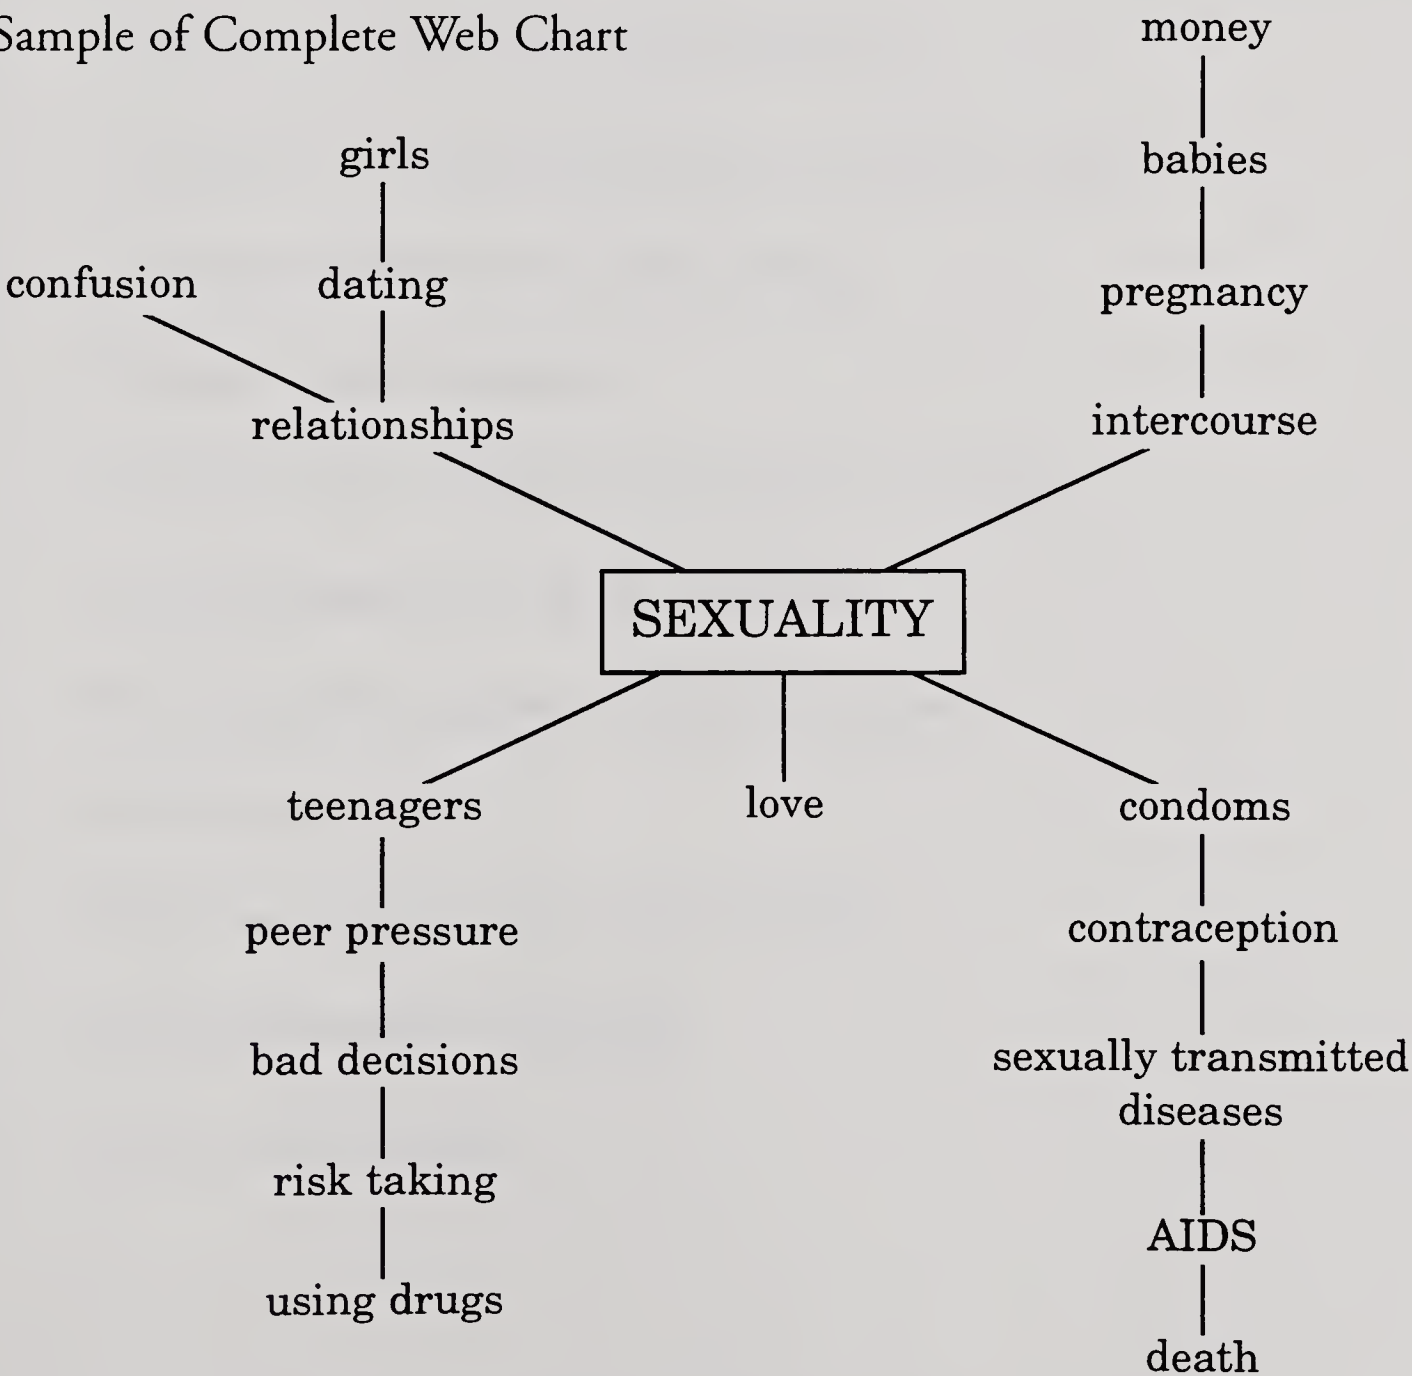 Sample of Complete Web Chart
money
girls
babies
confusion
dating
pregnancy
relationships
intercourse
SEXUALITY
teenagers
love
condoms
peer pressure
contraception
bad decisions
sexually transmitted
diseases
risk taking
AIDS
using drugs
death